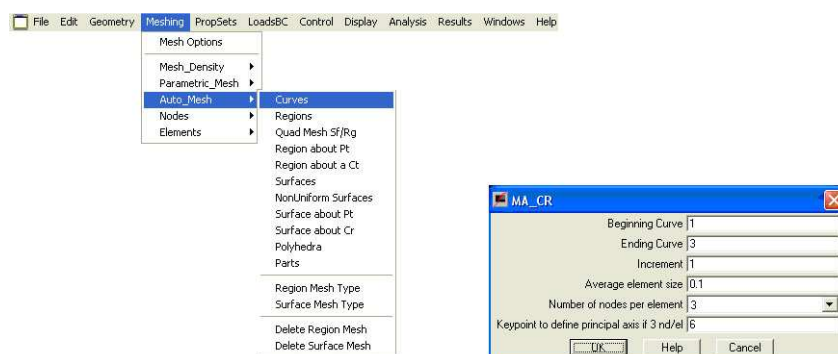 File Edit Geometry Meshing PropSets LoadsBC Control Display Analysis Results Windows Help
Mesh Options
Mesh_Density
Parametric_Mesh
Auto_Mesh
Nodes
Elements
Curves
Regions
Quad Mesh Sf/Rg
Region about Pt
Region about a Ct
Surfaces
NonUniform Surfaces
Surface about Pt
Surface about Cr
Polyhedra
Parts
Region Mesh Type
Surface Mesh Type
Delete Region Mesh
Delete Surface Mesh
MA_CR
Beginning Curve 1
Ending Curve 3
Increment 1
Average element size 0.1
Number of nodes per element 3
Keypoint to define principal axis if 3 nd/el 6
OK Help Cancel